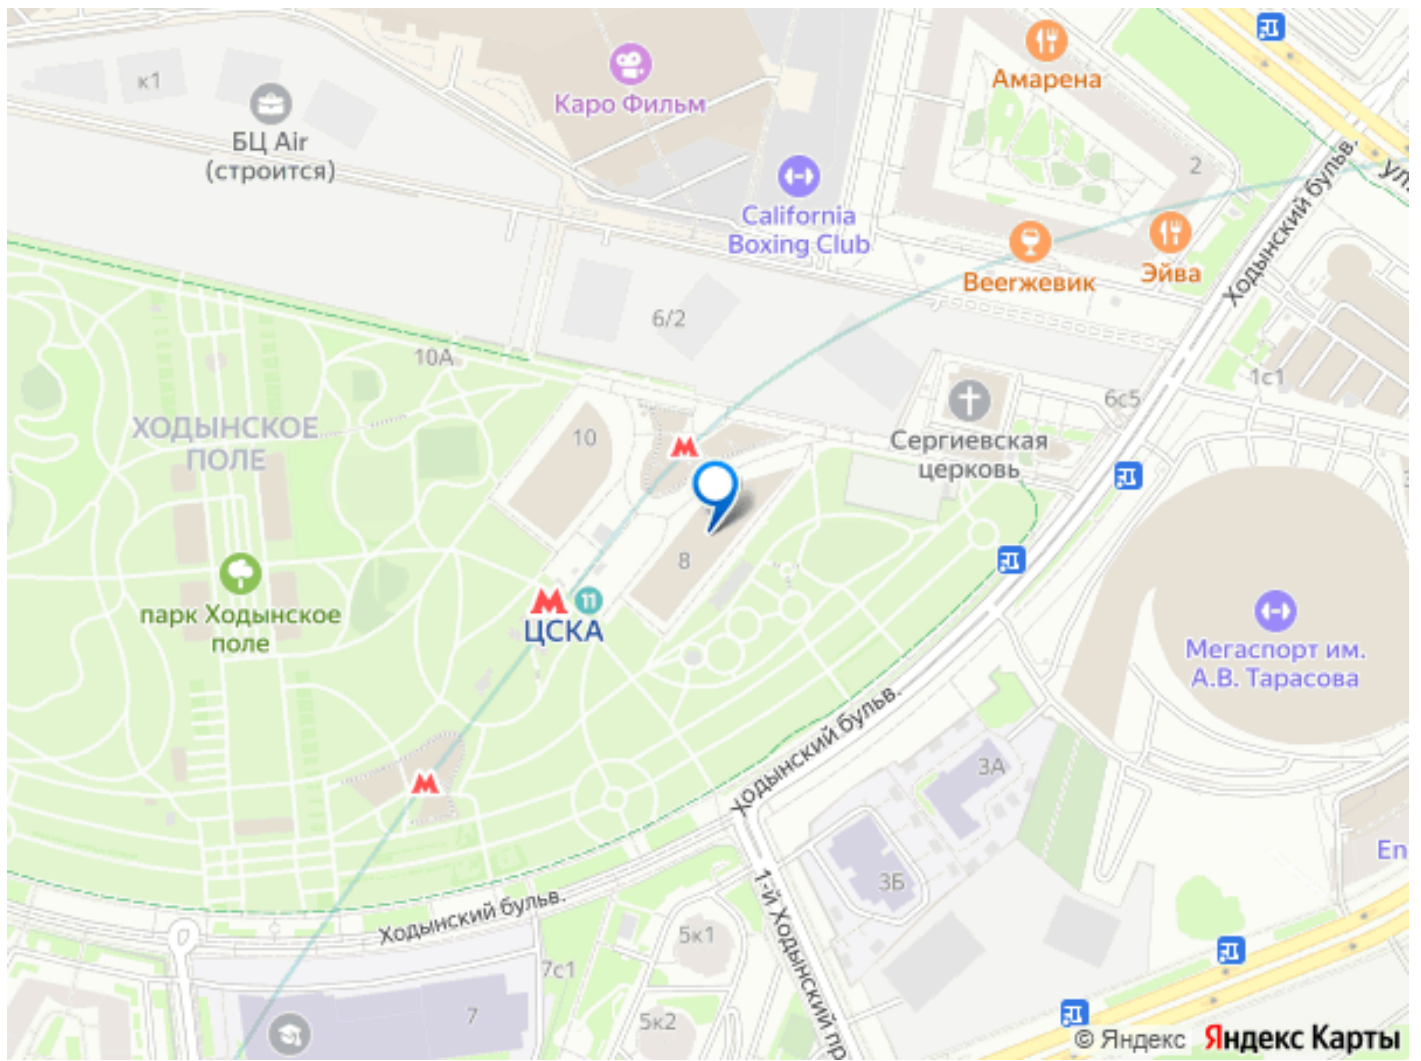 к1
БЦ Air
(строится)
Каро Фильм
Амарена
California
Boxing Club
2
Beerжевик
Эйва
Ходынский бульв.
ул.
6/2
10А
ХОДЫНСКОЕ
ПОЛЕ
10
Сергиевская
церковь
6с5
1с1
8
11
ЦСКА
парк Ходынское
поле
Мегаспорт им.
А.В. Тарасова
Ходынский бульв.
3А
3Б
En
Ходынский бульв.
1-й Ходынский пр
5к1
7с1
7
5к2
© Яндекс Яндекс Карты